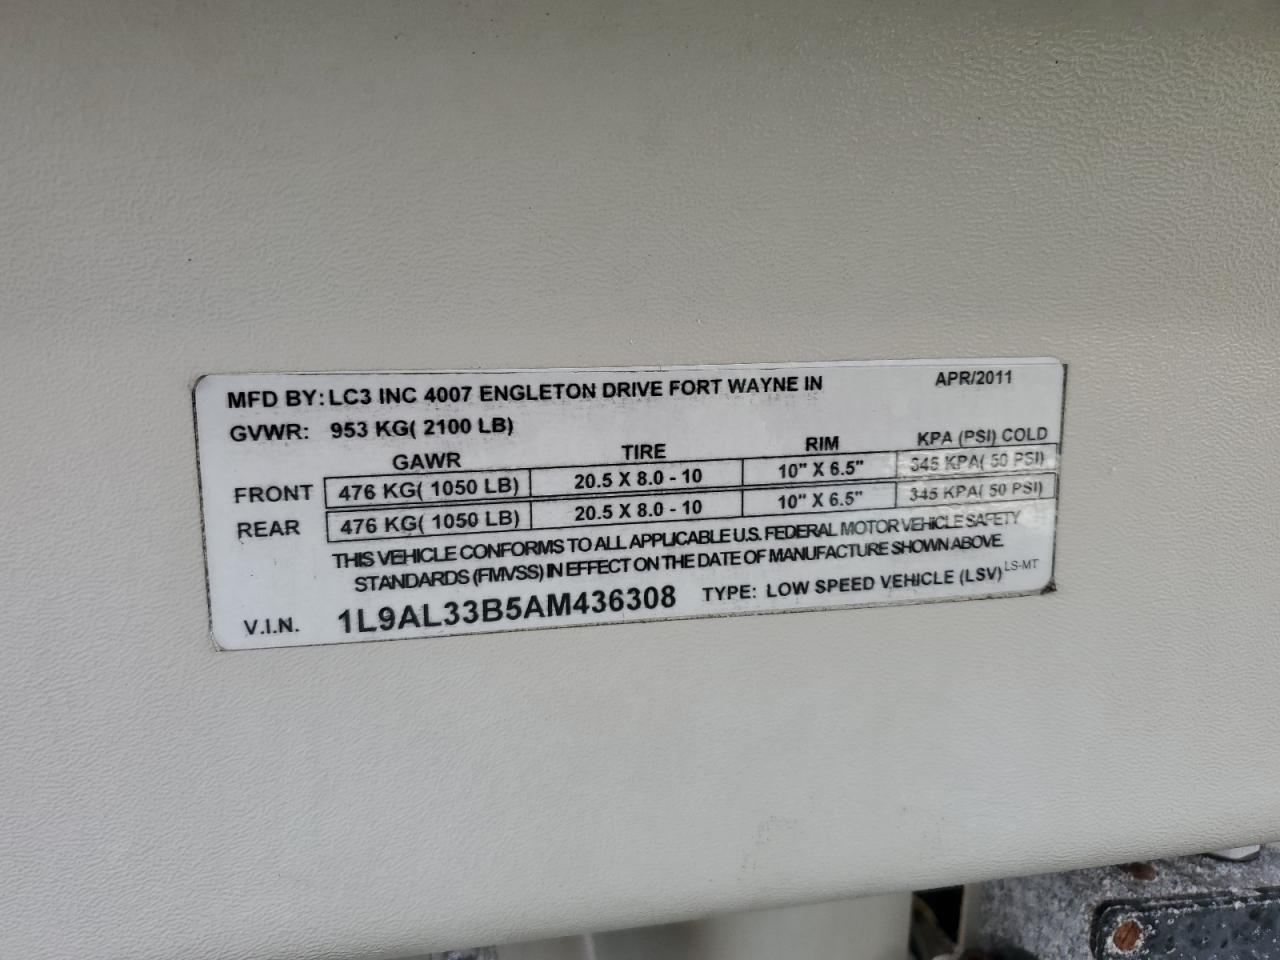 MFD BY: LC3 INC 4007 ENGLETON DRIVE FORT WAYNE IN APR/2011
GVWR: 953 KG( 2100 LB)
GAWR TIRE RIM KPA (PSI) COLD
FRONT 476 KG( 1050 LB) 20.5 X 8.0 - 10 10" X 6.5" 345 KPA( 50 PSI)
REAR 476 KG( 1050 LB) 20.5 X 8.0 - 10 10" X 6.5" 345 KPA( 50 PSI)
THIS VEHICLE CONFORMS TO ALL APPLICABLE U.S. FEDERAL MOTOR VEHICLE SAFETY
STANDARDS (FMVSS) IN EFFECT ON THE DATE OF MANUFACTURE SHOWN ABOVE.
V.I.N. 1L9AL33B5AM436308 TYPE: LOW SPEED VEHICLE (LSV) LS-MT